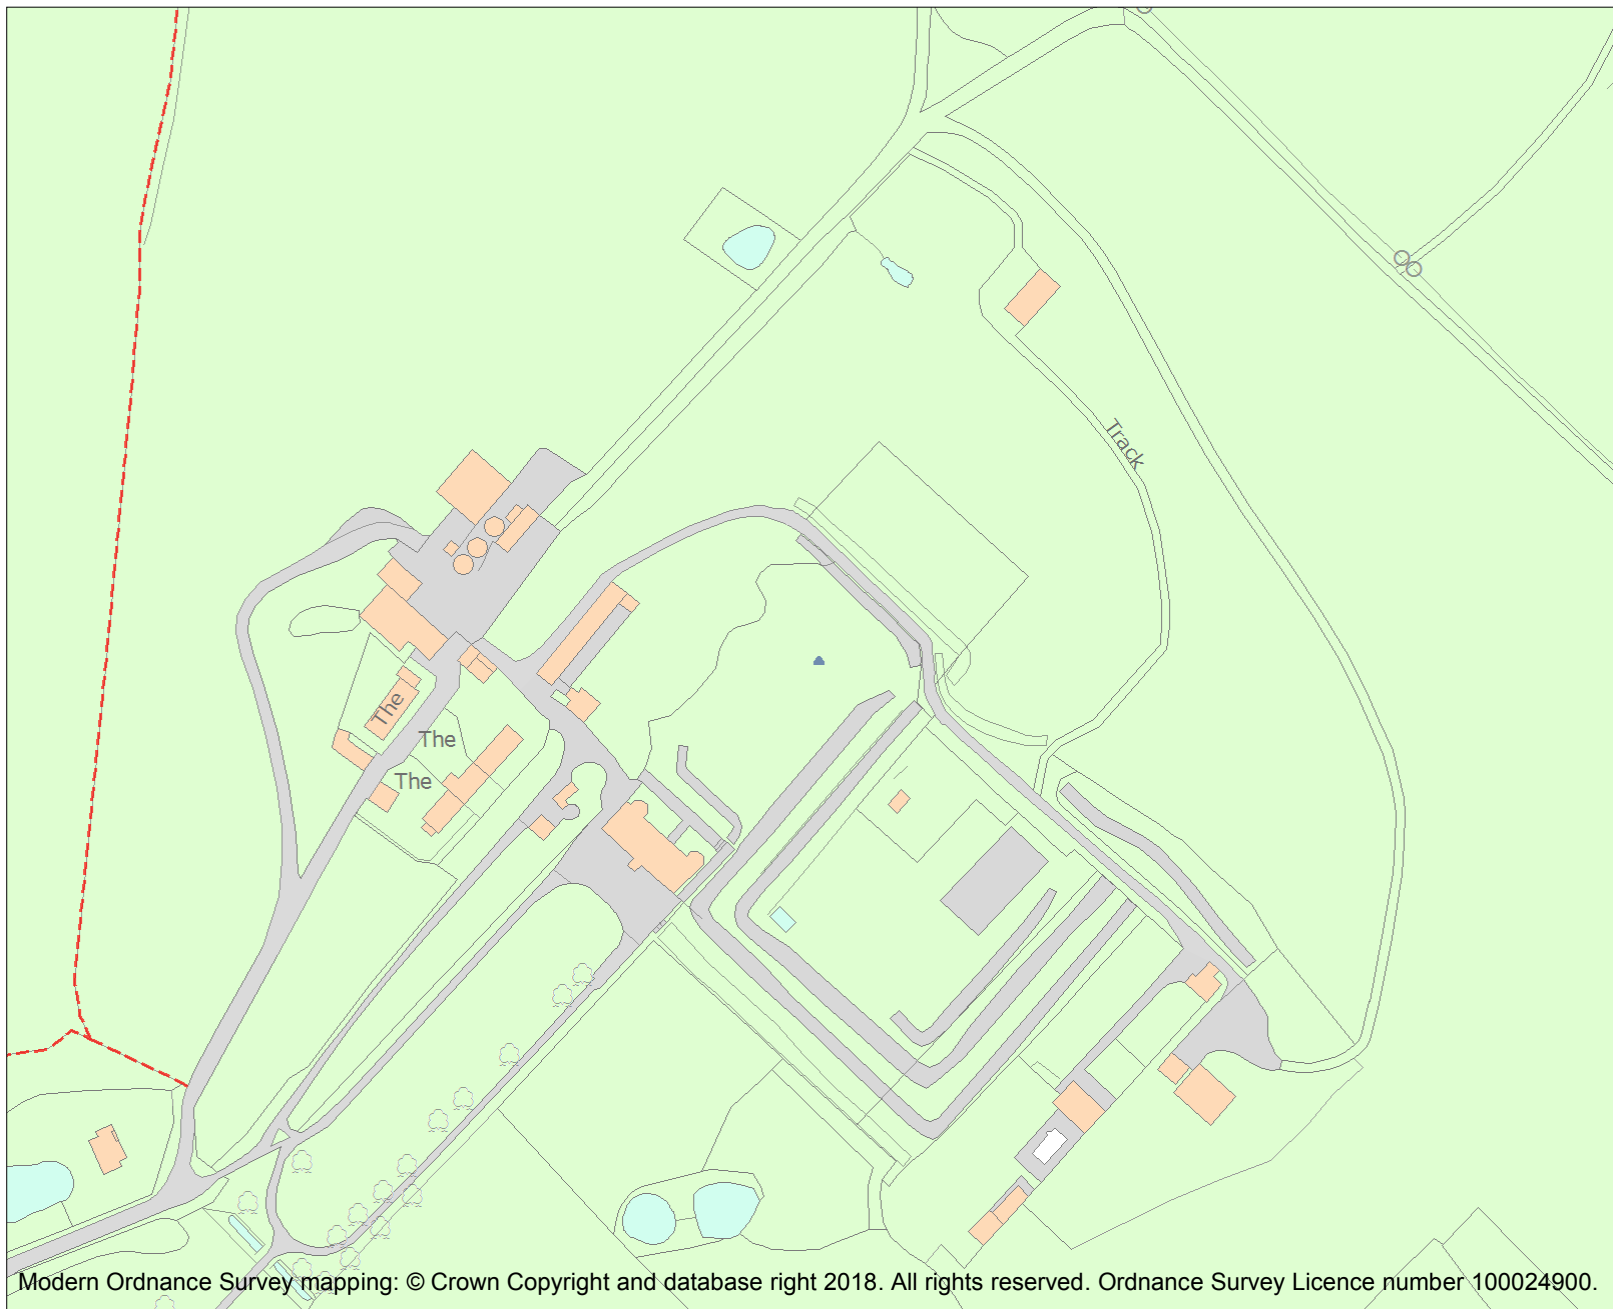 Track
The
The
The
Modern Ordnance Survey mapping: © Crown Copyright and database right 2018. All rights reserved. Ordnance Survey Licence number 100024900.